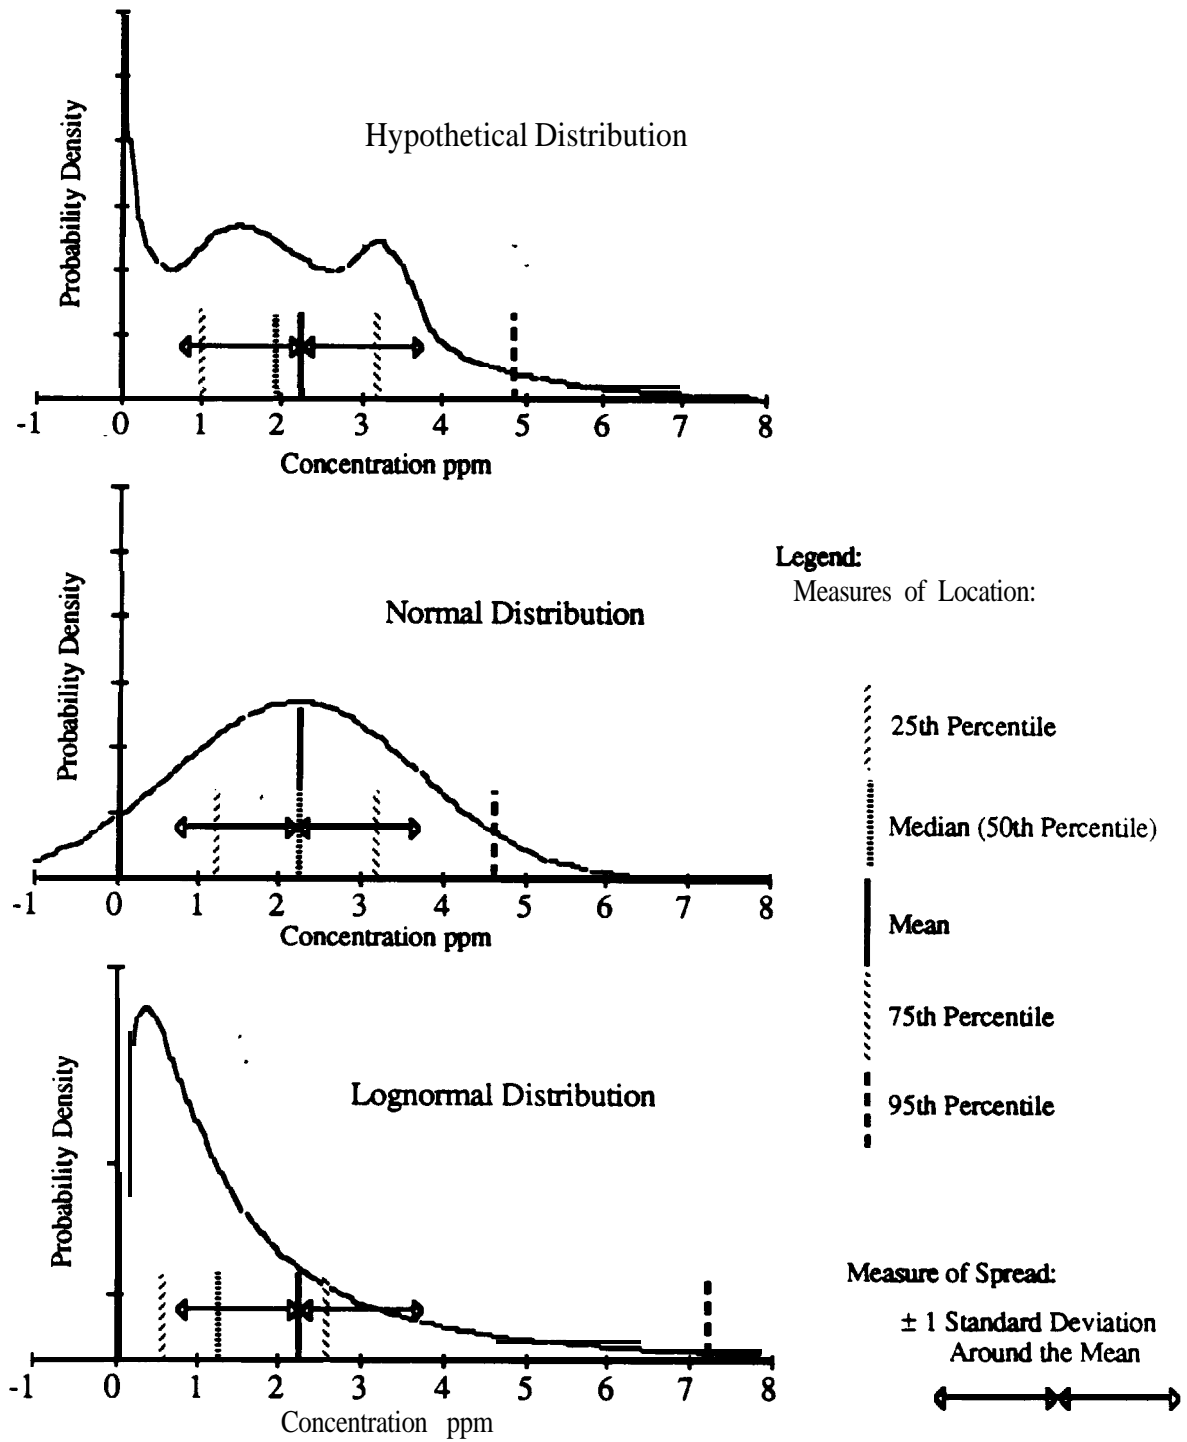 Hypothetical Distribution
Probability Density
-1 0 1 2 3 4 5 6 7 8
Concentration ppm
Normal Distribution
Probability Density
-1 0 1 2 3 4 5 6 7 8
Concentration ppm
Lognormal Distribution
Probability Density
-1 0 1 2 3 4 5 6 7 8
Concentration ppm
Legend:
Measures of Location:
25th Percentile
Median (50th Percentile)
Mean
75th Percentile
95th Percentile
Measure of Spread:
± 1 Standard Deviation
Around the Mean